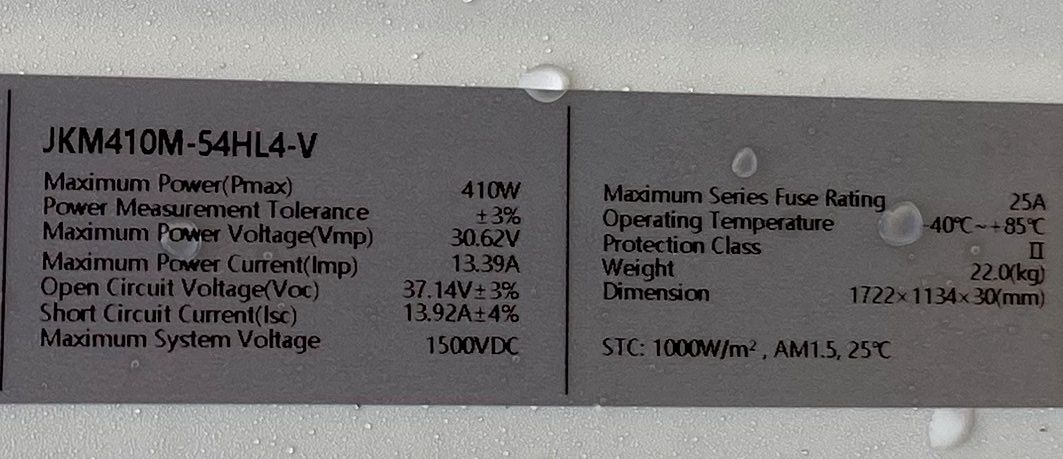 JKM410M-54HL4-V
Maximum Power(Pmax) 410W
Power Measurement Tolerance ±3%
Maximum Power Voltage(Vmp) 30.62V
Maximum Power Current(Imp) 13.39A
Open Circuit Voltage(Voc) 37.14V±3%
Short Circuit Current(Isc) 13.92A±4%
Maximum System Voltage 1500VDC
Maximum Series Fuse Rating 25A
Operating Temperature -40℃~+85℃
Protection Class II
Weight 22.0(kg)
Dimension 1722×1134×30(mm)
STC: 1000W/m², AM1.5, 25℃